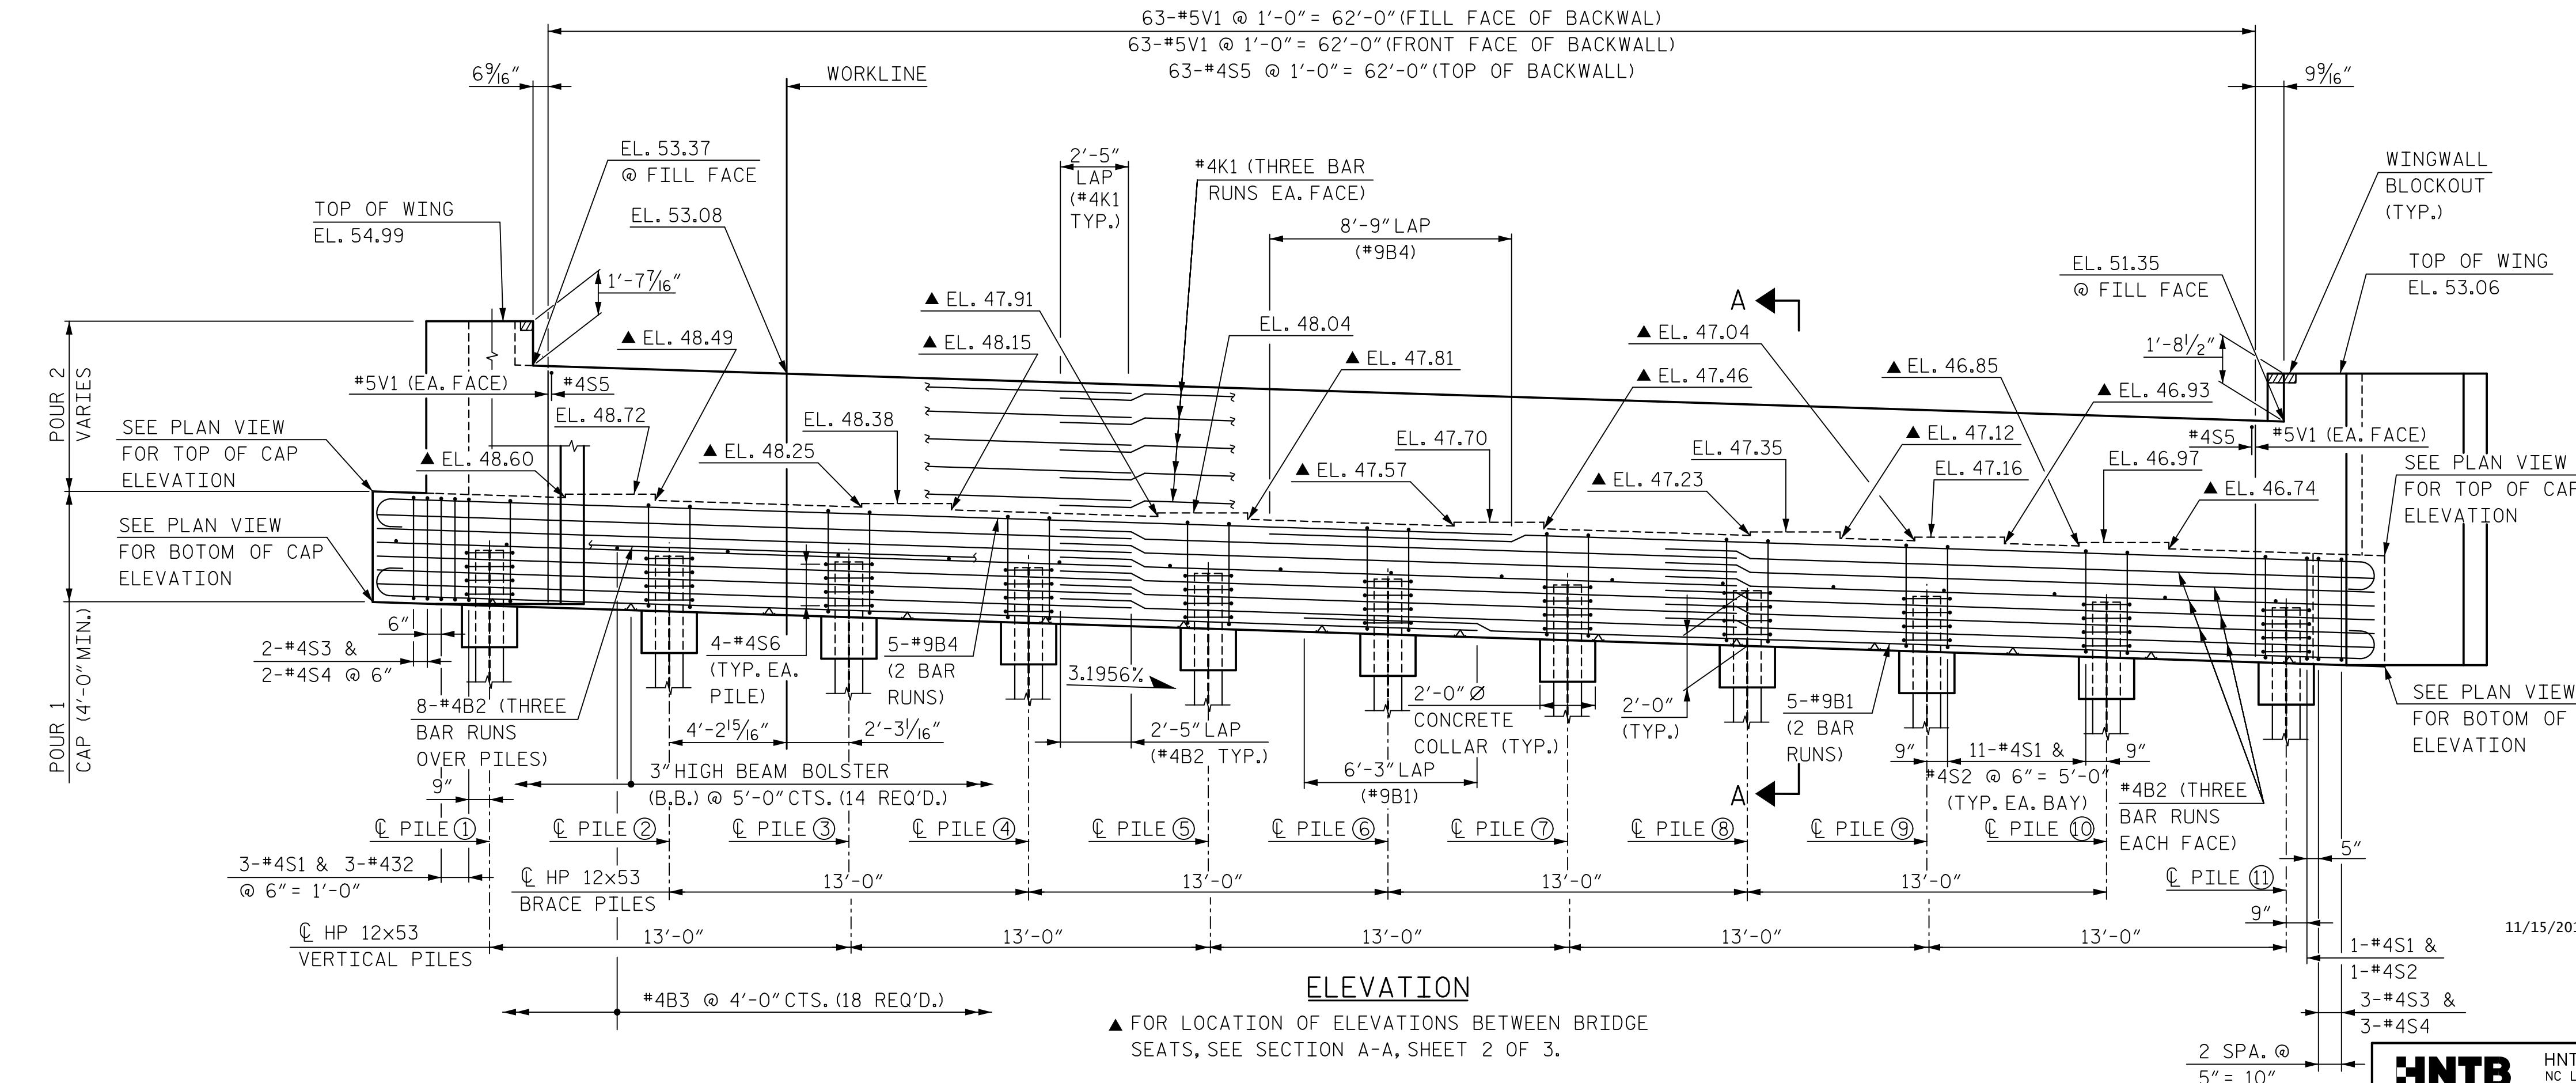 63-#5V1 @ 1'-0" = 62'-0" (FILL FACE OF BACKWAL)
63-#5V1 @ 1'-0" = 62'-0" (FRONT FACE OF BACKWALL)
63-#4S5 @ 1'-0" = 62'-0" (TOP OF BACKWALL)
6 9/16"
WORKLINE
9 9/16"
EL. 53.37
@ FILL FACE
2'-5"
LAP
(#4K1
TYP.)
#4K1 (THREE BAR
RUNS EA. FACE)
WINGWALL
BLOCKOUT
(TYP.)
TOP OF WING
EL. 54.99
EL. 53.08
8'-9" LAP
(#9B4)
EL. 51.35
@ FILL FACE
TOP OF WING
EL. 53.06
1'-7 7/16"
▲ EL. 47.91
A
▲ EL. 48.49
▲ EL. 48.15
EL. 48.04
▲ EL. 47.81
▲ EL. 47.04
1'-8 1/2"
POUR 2
VARIES
#5V1 (EA. FACE)
#4S5
▲ EL. 47.46
▲ EL. 46.85
▲ EL. 46.93
SEE PLAN VIEW
FOR TOP OF CAP
ELEVATION
EL. 48.72
EL. 48.38
EL. 47.70
EL. 47.35
▲ EL. 47.12
#4S5
#5V1 (EA. FACE)
▲ EL. 48.60
▲ EL. 48.25
▲ EL. 47.57
▲ EL. 47.23
EL. 47.16
EL. 46.97
▲ EL. 46.74
SEE PLAN VIEW
FOR TOP OF CAP
ELEVATION
SEE PLAN VIEW
FOR BOTOM OF CAP
ELEVATION
POUR 1
CAP (4'-0" MIN.)
6"
2-#4S3 &
2-#4S4 @ 6"
4-#4S6
(TYP. EA.
PILE)
5-#9B4
(2 BAR
RUNS)
3.1956%
2'-0" Ø
CONCRETE
COLLAR (TYP.)
2'-0"
(TYP.)
5-#9B1
(2 BAR
RUNS)
SEE PLAN VIEW
FOR BOTOM OF
ELEVATION
8-#4B2 (THREE
BAR RUNS
OVER PILES)
4'-2 15/16"
2'-3 1/16"
2'-5" LAP
(#4B2 TYP.)
9"
11-#4S1 &
#4S2 @ 6" = 5'-0"
(TYP. EA. BAY)
9"
9"
3" HIGH BEAM BOLSTER
(B.B.) @ 5'-0" CTS. (14 REQ'D.)
6'-3" LAP
(#9B1)
A
#4B2 (THREE
BAR RUNS
EACH FACE)
℄ PILE 1
℄ PILE 2
℄ PILE 3
℄ PILE 4
℄ PILE 5
℄ PILE 6
℄ PILE 7
℄ PILE 8
℄ PILE 9
℄ PILE 10
5"
3-#4S1 & 3-#432
@ 6" = 1'-0"
℄ HP 12x53
BRACE PILES
13'-0"
13'-0"
13'-0"
13'-0"
℄ PILE 11
9"
℄ HP 12x53
VERTICAL PILES
13'-0"
13'-0"
13'-0"
13'-0"
13'-0"
11/15/201
1-#4S1 &
1-#4S2
#4B3 @ 4'-0" CTS. (18 REQ'D.)
ELEVATION
3-#4S3 &
3-#4S4
▲ FOR LOCATION OF ELEVATIONS BETWEEN BRIDGE
SEATS, SEE SECTION A-A, SHEET 2 OF 3.
2 SPA. @
5" = 10"
HNTB
HNT
NC L